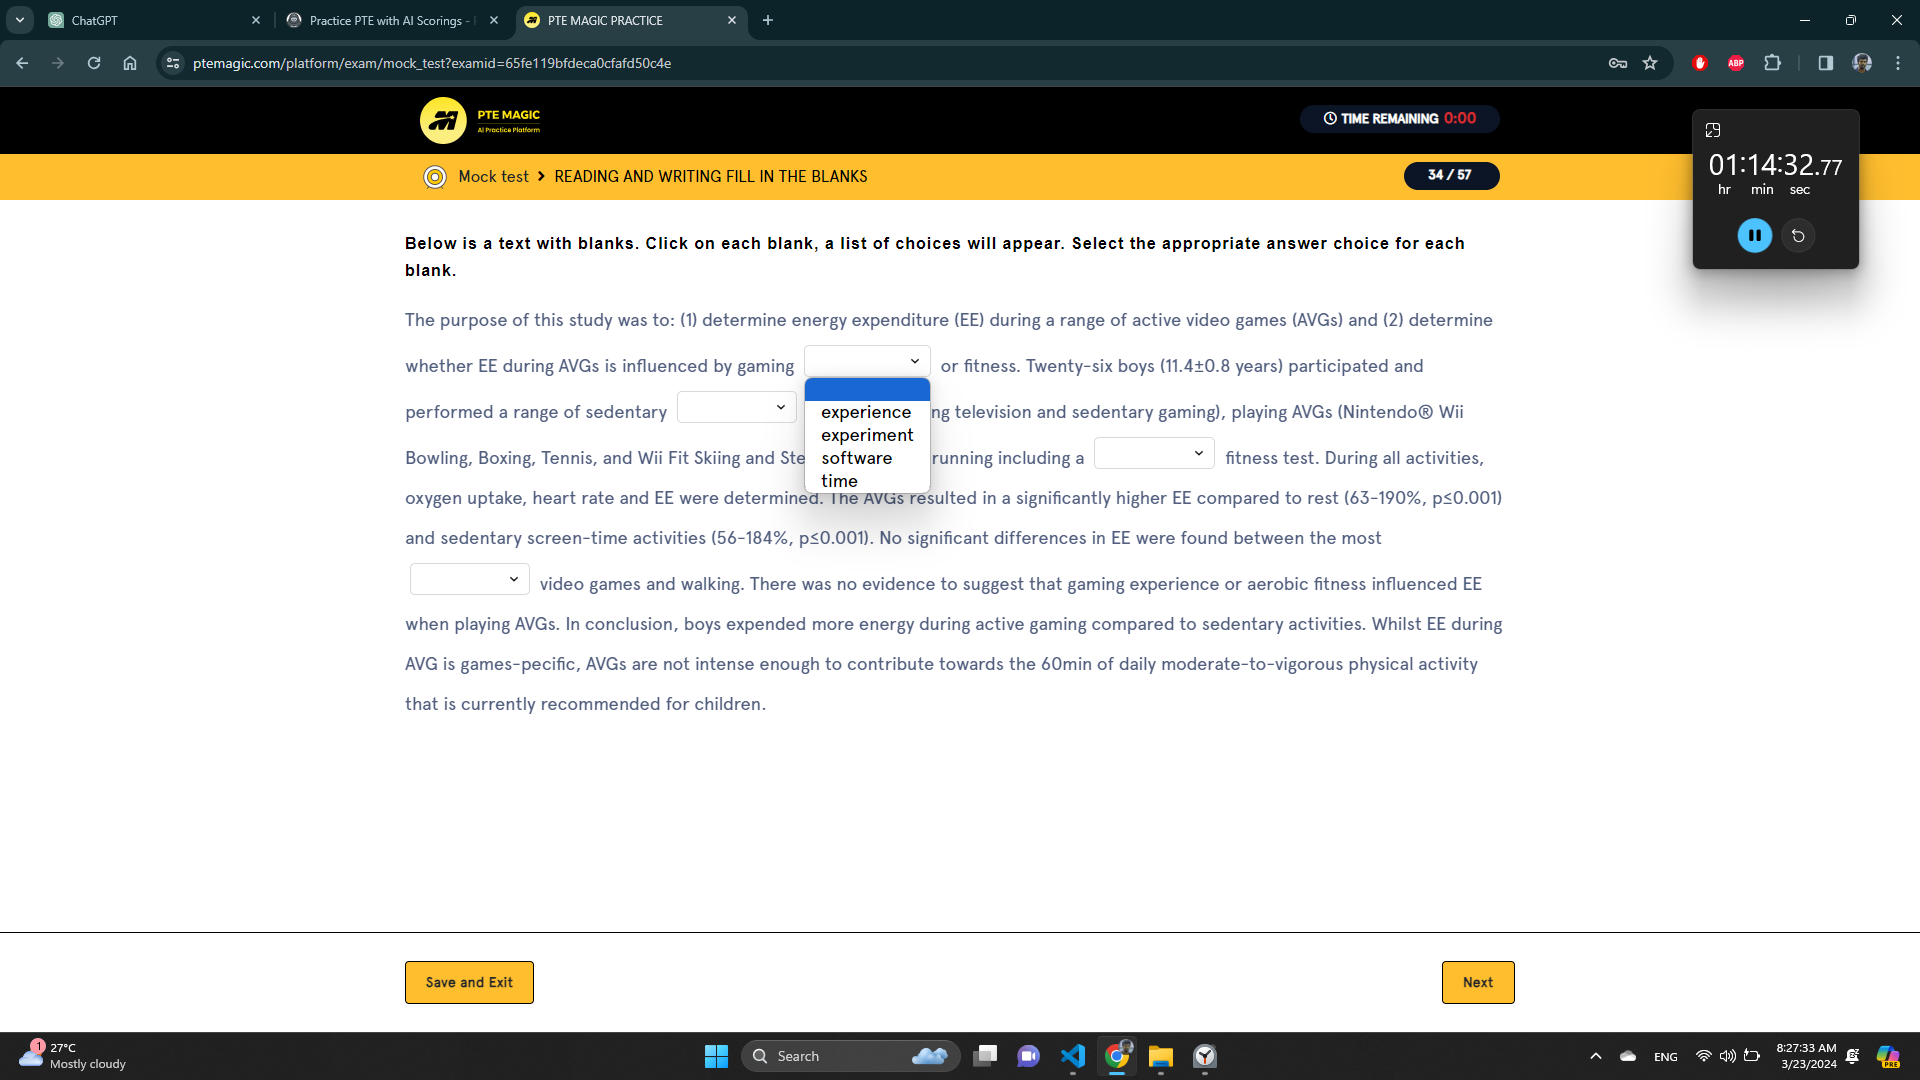 ChatGPT
Practice PTE with AI Scorings -
PTE MAGIC PRACTICE
ptemagic.com/platform/exam/mock_test?examid=65fe119bfdeca0cfafd50c4e
ABP
PTE MAGIC
AI Practice Platform
TIME REMAINING 0:00
01:14:32.77
hr min sec
Mock test > READING AND WRITING FILL IN THE BLANKS
34 / 57
Below is a text with blanks. Click on each blank, a list of choices will appear. Select the appropriate answer choice for each
blank.
The purpose of this study was to: (1) determine energy expenditure (EE) during a range of active video games (AVGs) and (2) determine
whether EE during AVGs is influenced by gaming or fitness. Twenty-six boys (11.4±0.8 years) participated and
performed a range of sedentary ng television and sedentary gaming), playing AVGs (Nintendo® Wii
Bowling, Boxing, Tennis, and Wii Fit Skiing and Ste running including a fitness test. During all activities,
experience
experiment
software
time
oxygen uptake, heart rate and EE were determined. The AVGs resulted in a significantly higher EE compared to rest (63-190%, p≤0.001)
and sedentary screen-time activities (56-184%, p≤0.001). No significant differences in EE were found between the most
video games and walking. There was no evidence to suggest that gaming experience or aerobic fitness influenced EE
when playing AVGs. In conclusion, boys expended more energy during active gaming compared to sedentary activities. Whilst EE during
AVG is games-pecific, AVGs are not intense enough to contribute towards the 60min of daily moderate-to-vigorous physical activity
that is currently recommended for children.
Save and Exit
Next
1
27°C
Mostly cloudy
Search
ENG
8:27:33 AM
3/23/2024
PRE